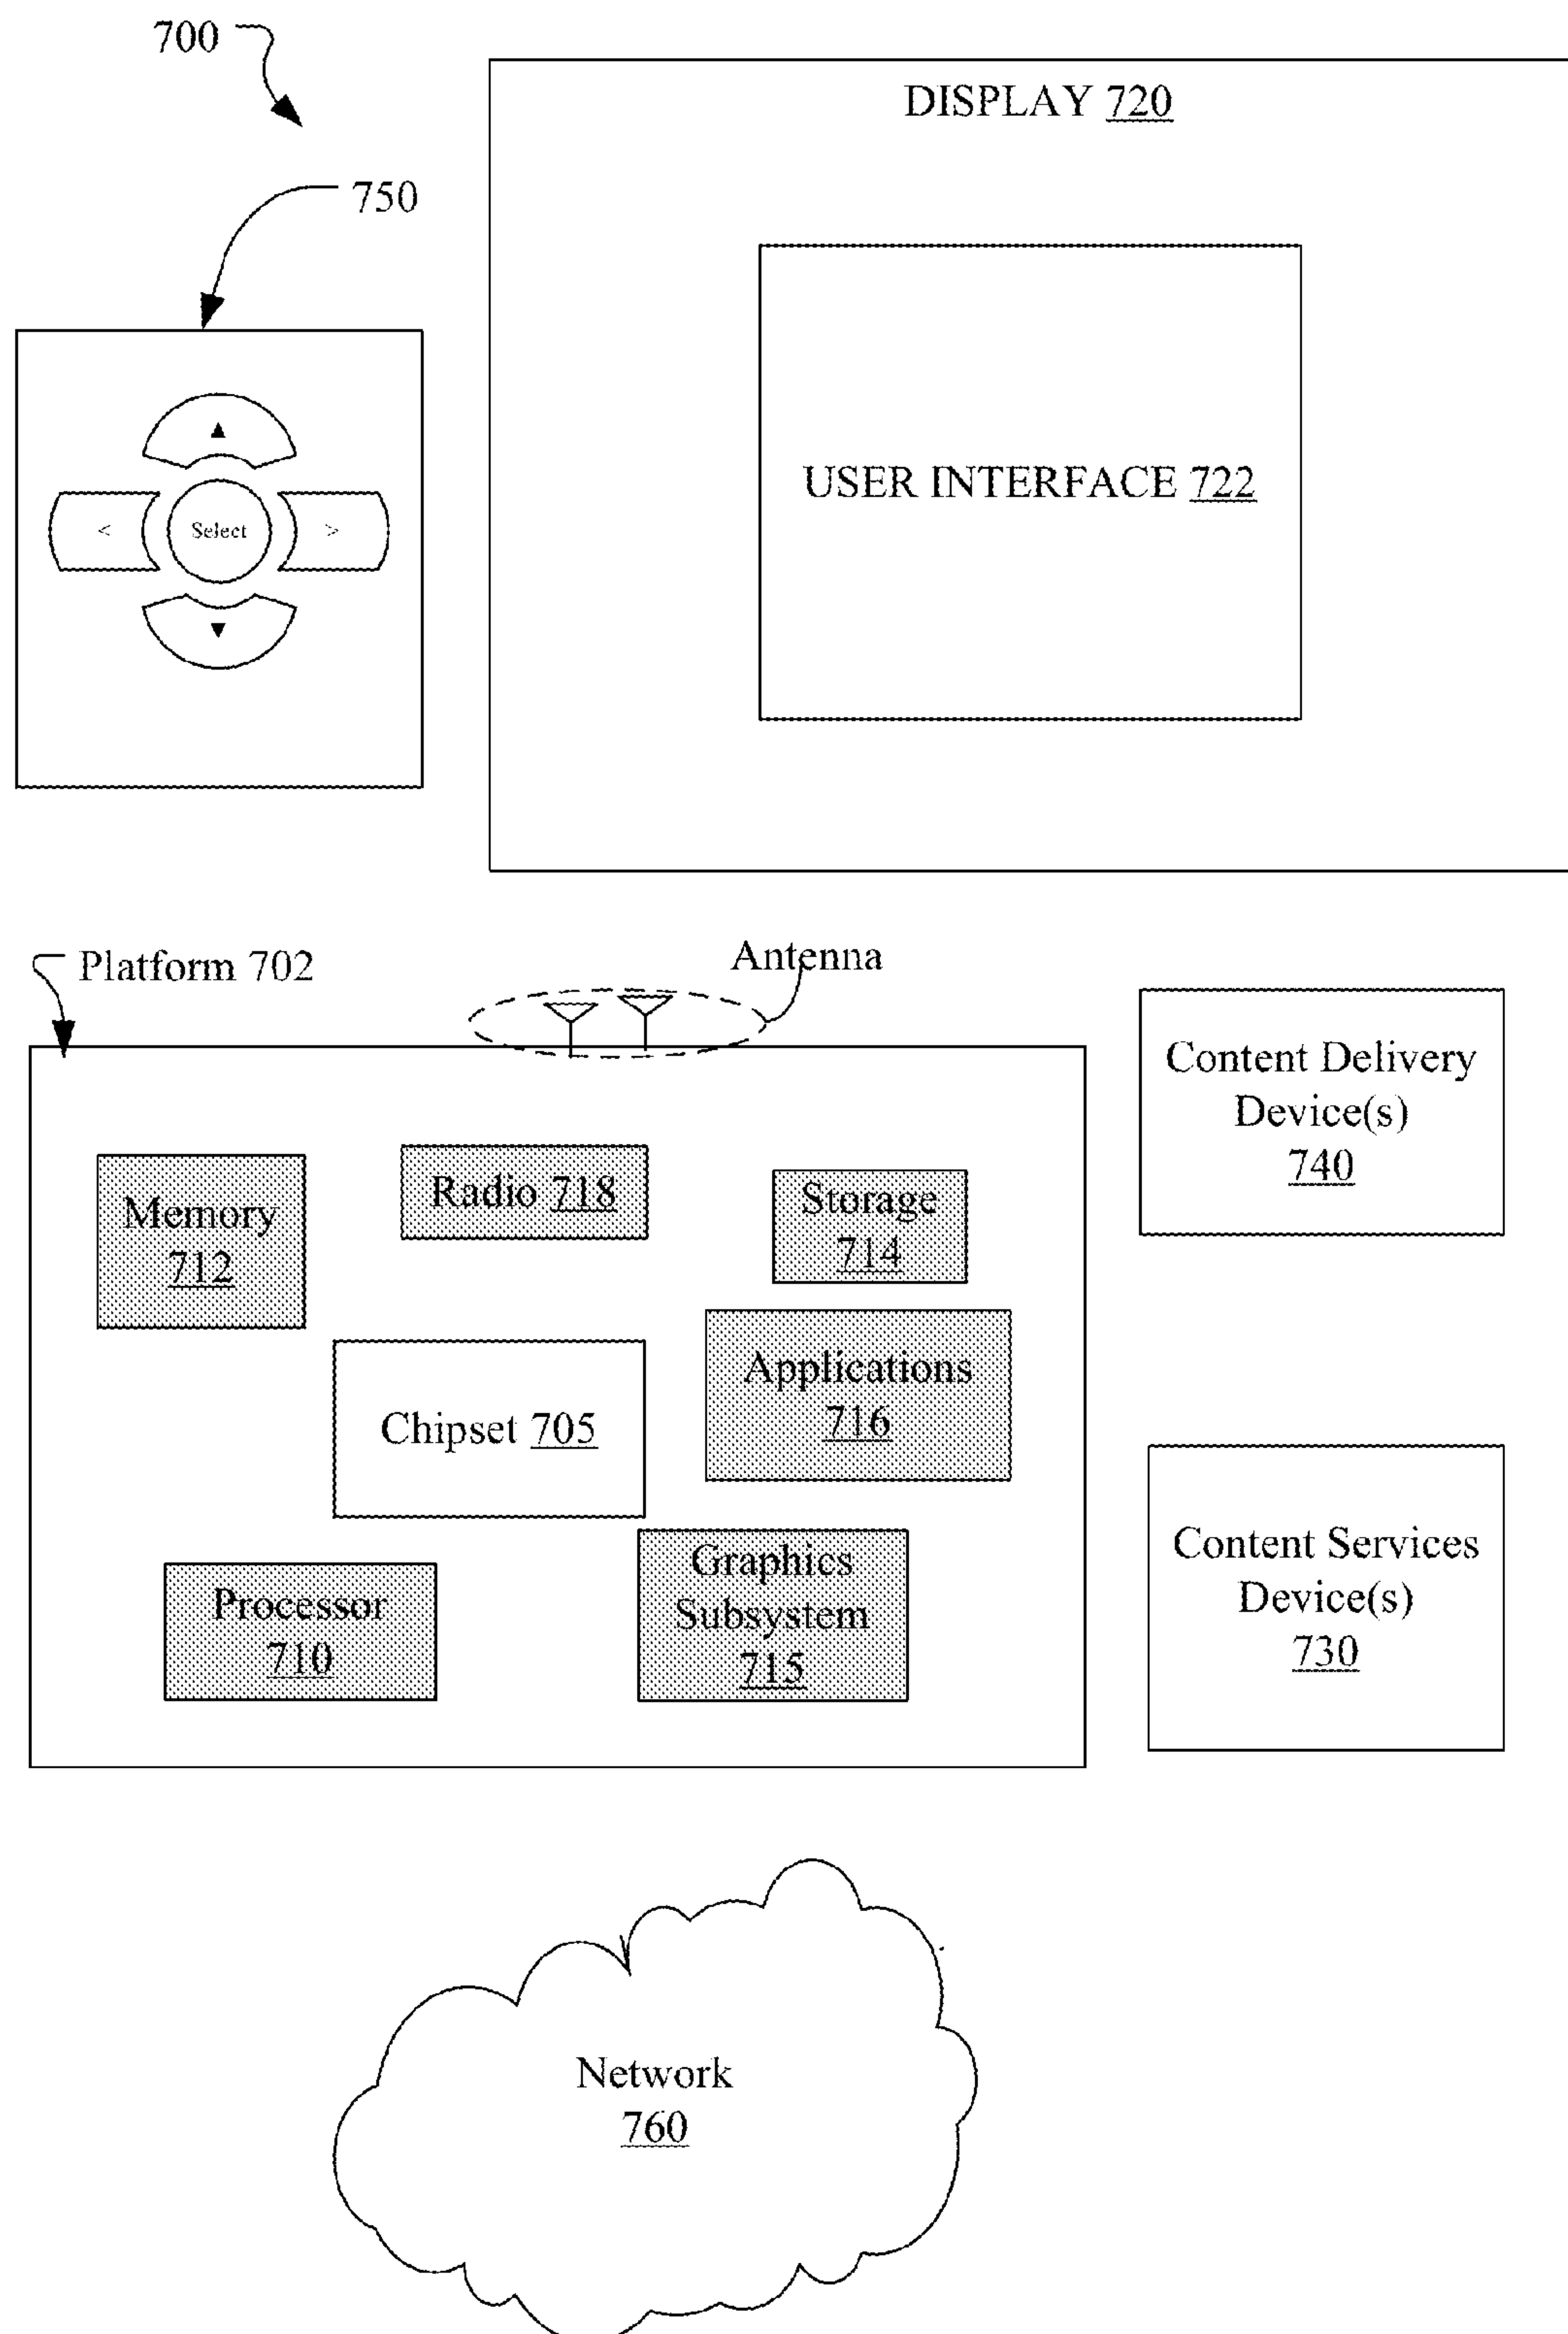 700
DISPLAY 720
750
USER INTERFACE 722
<
Select
>
Platform 702
Antenna
Content Delivery
Device(s)
740
Memory
712
Radio 718
Storage
714
Chipset 705
Applications
716
Content Services
Device(s)
730
Processor
710
Graphics
Subsystem
715
Network
760